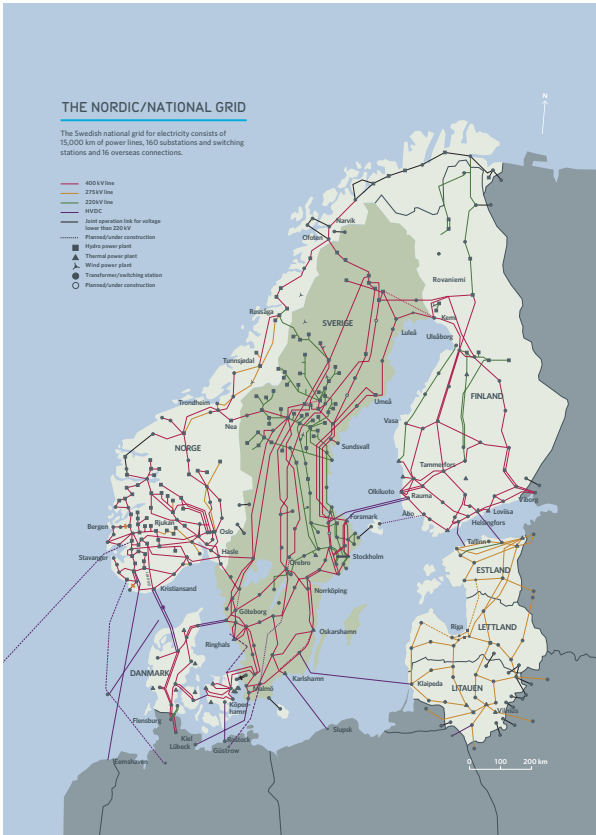 THE NORDIC/NATIONAL GRID
The Swedish national grid for electricity consists of
15,000 km of power lines, 160 substations and switching
stations and 16 overseas connections.
400 kV line
275 kV line
220 kV line
HVDC
Joint operation link for voltage
lower than 220 kV
Planned/under construction
Hydro power plant
Thermal power plant
Wind power plant
Transformer/switching station
Planned/under construction
N
Narvik
Ofoten
Rovaniemi
Røssåga
Kemi
SVERIGE
Luleå
Uleåborg
Tunnsjødal
FINLAND
Trondheim
Umeå
Nea
Vasa
NORGE
Sundsvall
Tammerfors
Olkiluoto
Rauma
Viborg
Forsmark
Åbo
Loviisa
Helsingfors
Bergen
Rjukan
Oslo
Tallinn
Stavanger
Hasle
Stockholm
Örebro
ESTLAND
Kristiansand
Norrköping
Göteborg
Oskarshamn
Riga
LETTLAND
Ringhals
DANMARK
Karlshamn
Klaipeda
LITAUEN
Malmö
Köpen-
hamn
Vilnius
Flensburg
Slupsk
Kiel
Lübeck
Rostock
Güstrow
Eemshaven
0 100 200 km